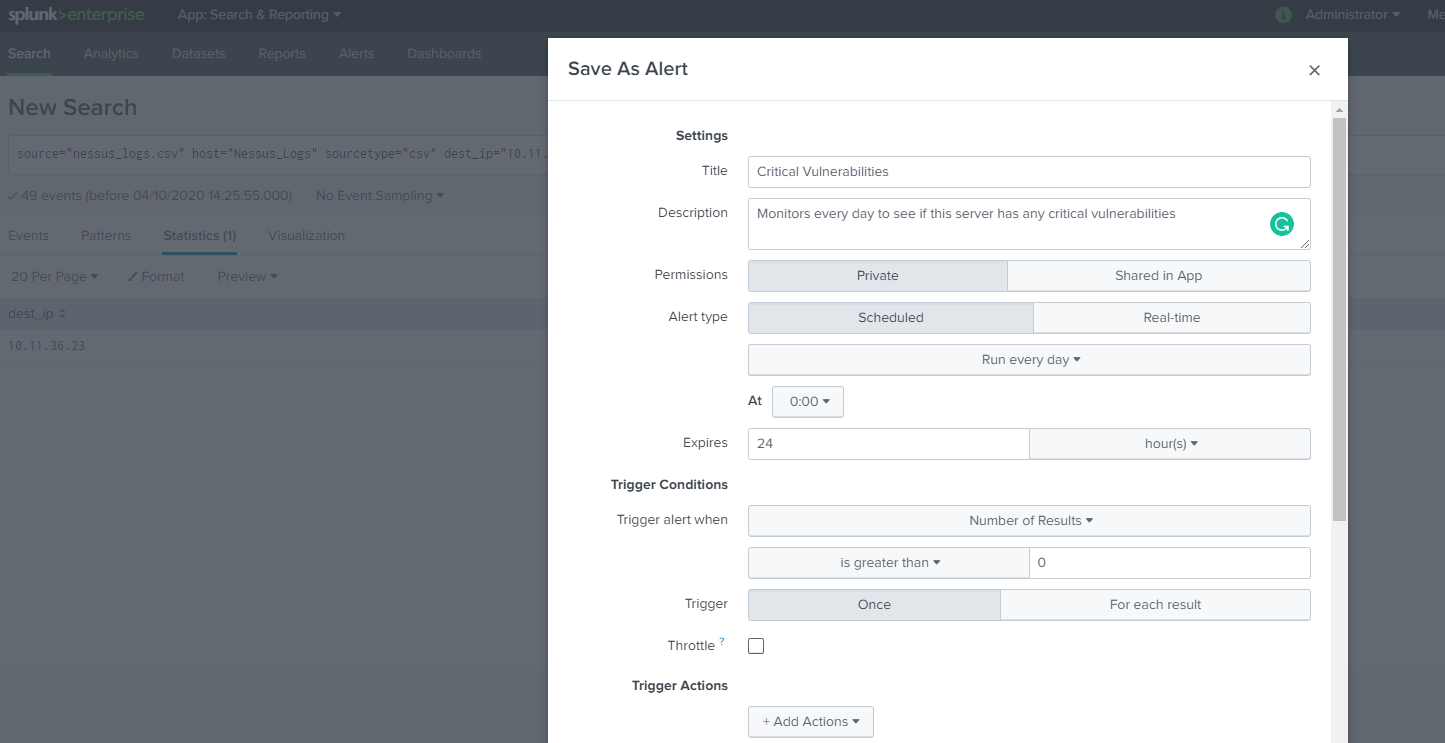 splunk>enterprise App: Search & Reporting Administrator Me
Search Analytics Datasets Reports Alerts Dashboards
New Search
source="nessus_logs.csv" host="Nessus_Logs" sourcetype="csv" dest_ip="10.11.
49 events (before 04/10/2020 14:25:55.000) No Event Sampling
Events Patterns Statistics (1) Visualization
20 Per Page Format Preview
dest_ip
10.11.36.23
Save As Alert
Settings
Title Critical Vulnerabilities
Description Monitors every day to see if this server has any critical vulnerabilities
Permissions Private Shared in App
Alert type Scheduled Real-time
Run every day
At 0:00
Expires 24 hour(s)
Trigger Conditions
Trigger alert when Number of Results
is greater than 0
Trigger Once For each result
Throttle ?
Trigger Actions
+ Add Actions